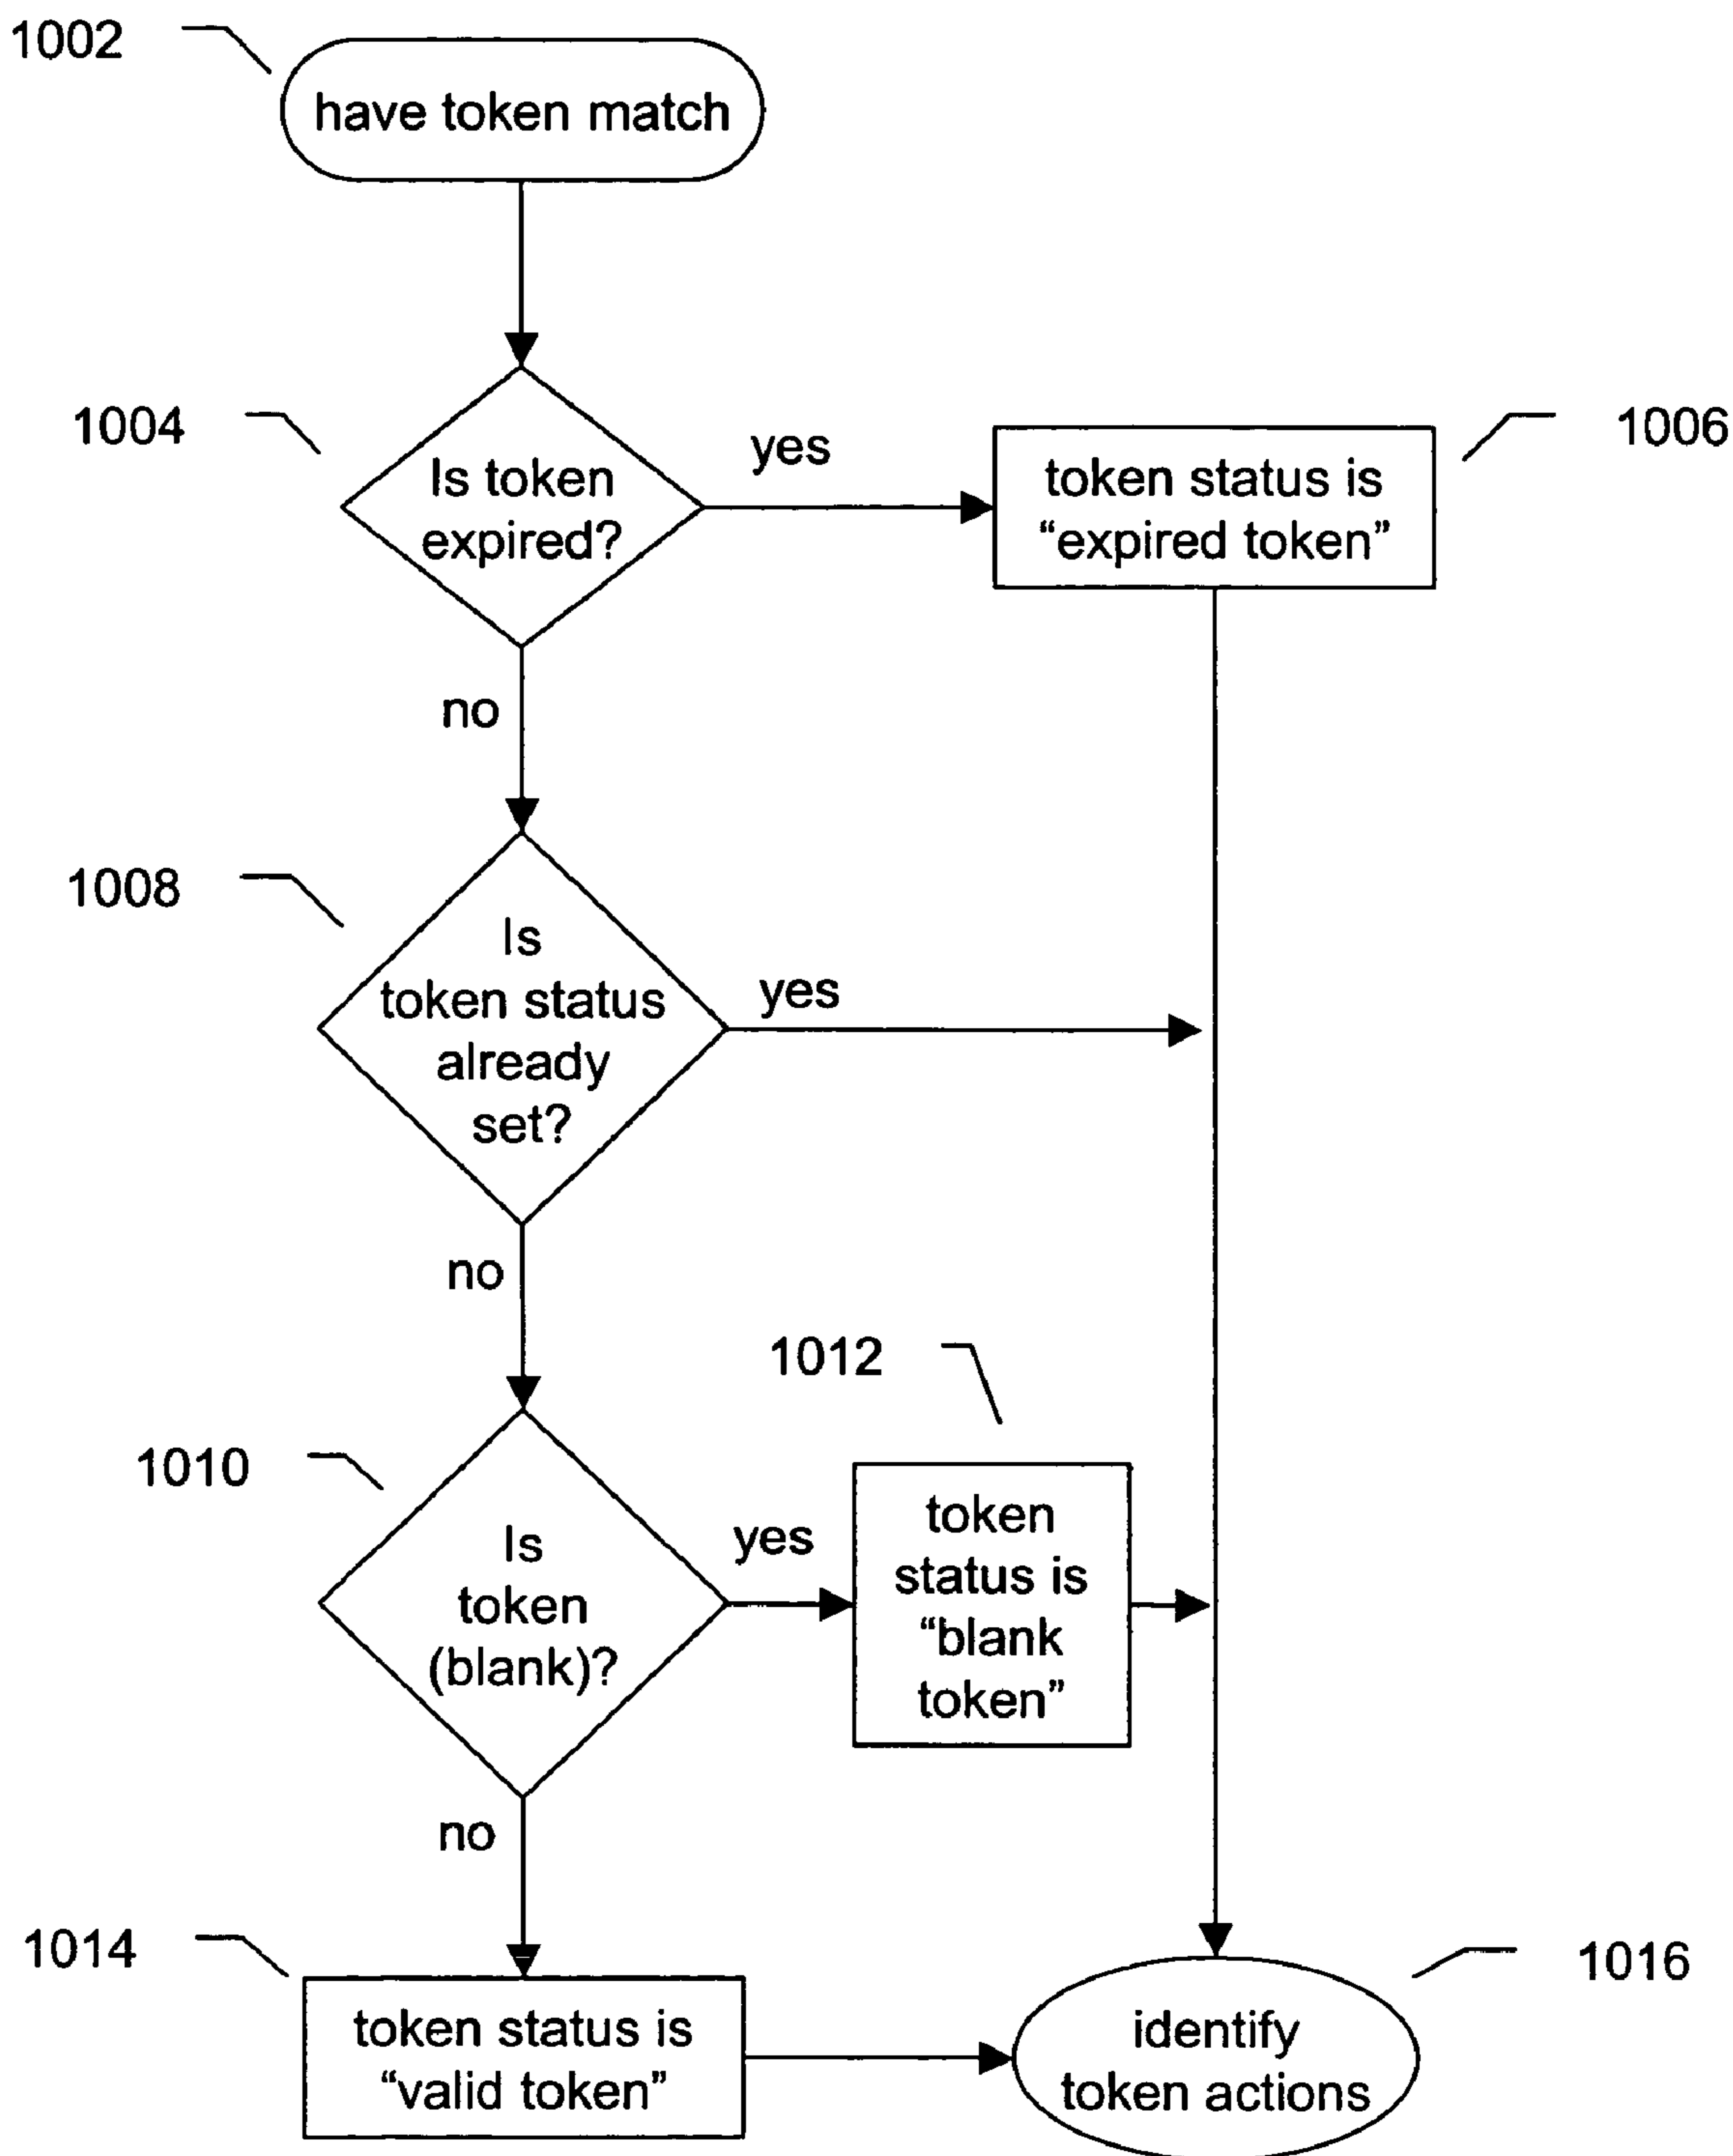 1002
have token match
1004
Is token
expired?
yes
token status is
“expired token”
1006
no
1008
Is
token status
already
set?
yes
no
1012
1010
Is
token
(blank)?
yes
token
status is
“blank
token”
no
1014
token status is
“valid token”
1016
identify
token actions